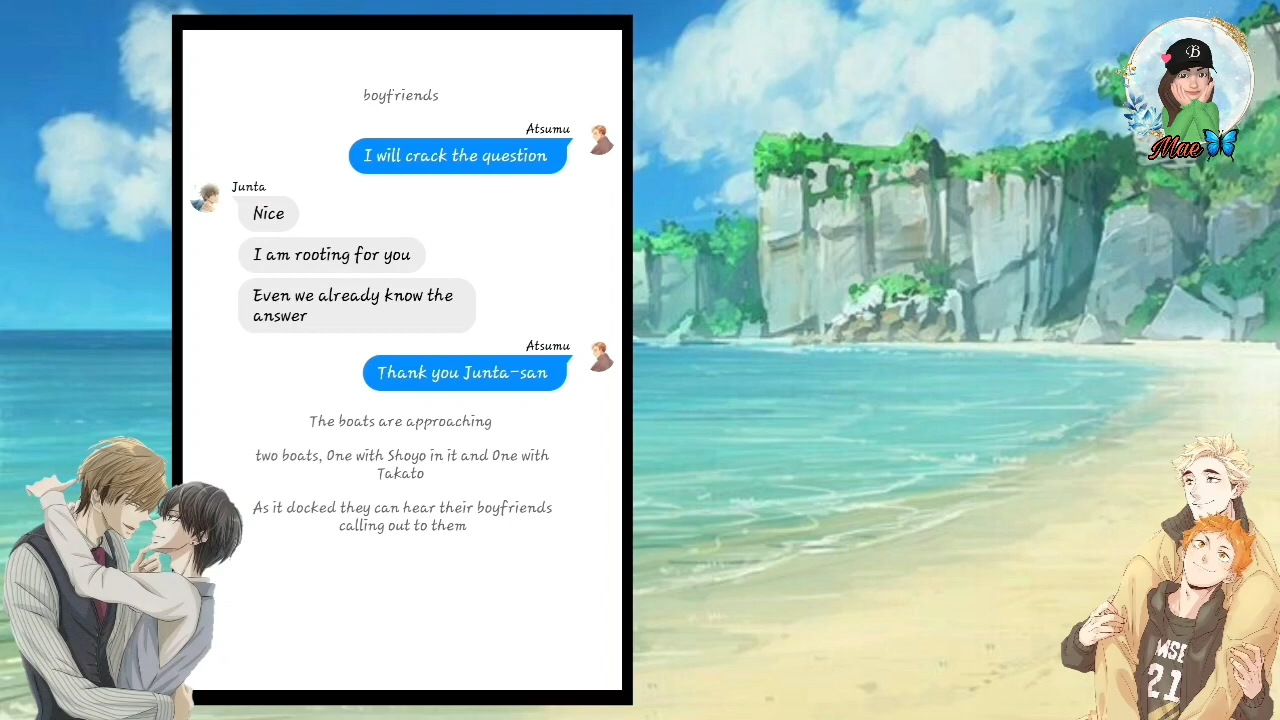 boyfriends
Atsumu
I will crack the question
Junta
Nice
I am rooting for you
Even we already know the
answer
Atsumu
Thank you Junta-san
The boats are approaching
two boats, One with Shoyo in it and One with
Takato
As it docked they can hear their boyfriends
calling out to them
B
Mae
MSB
21